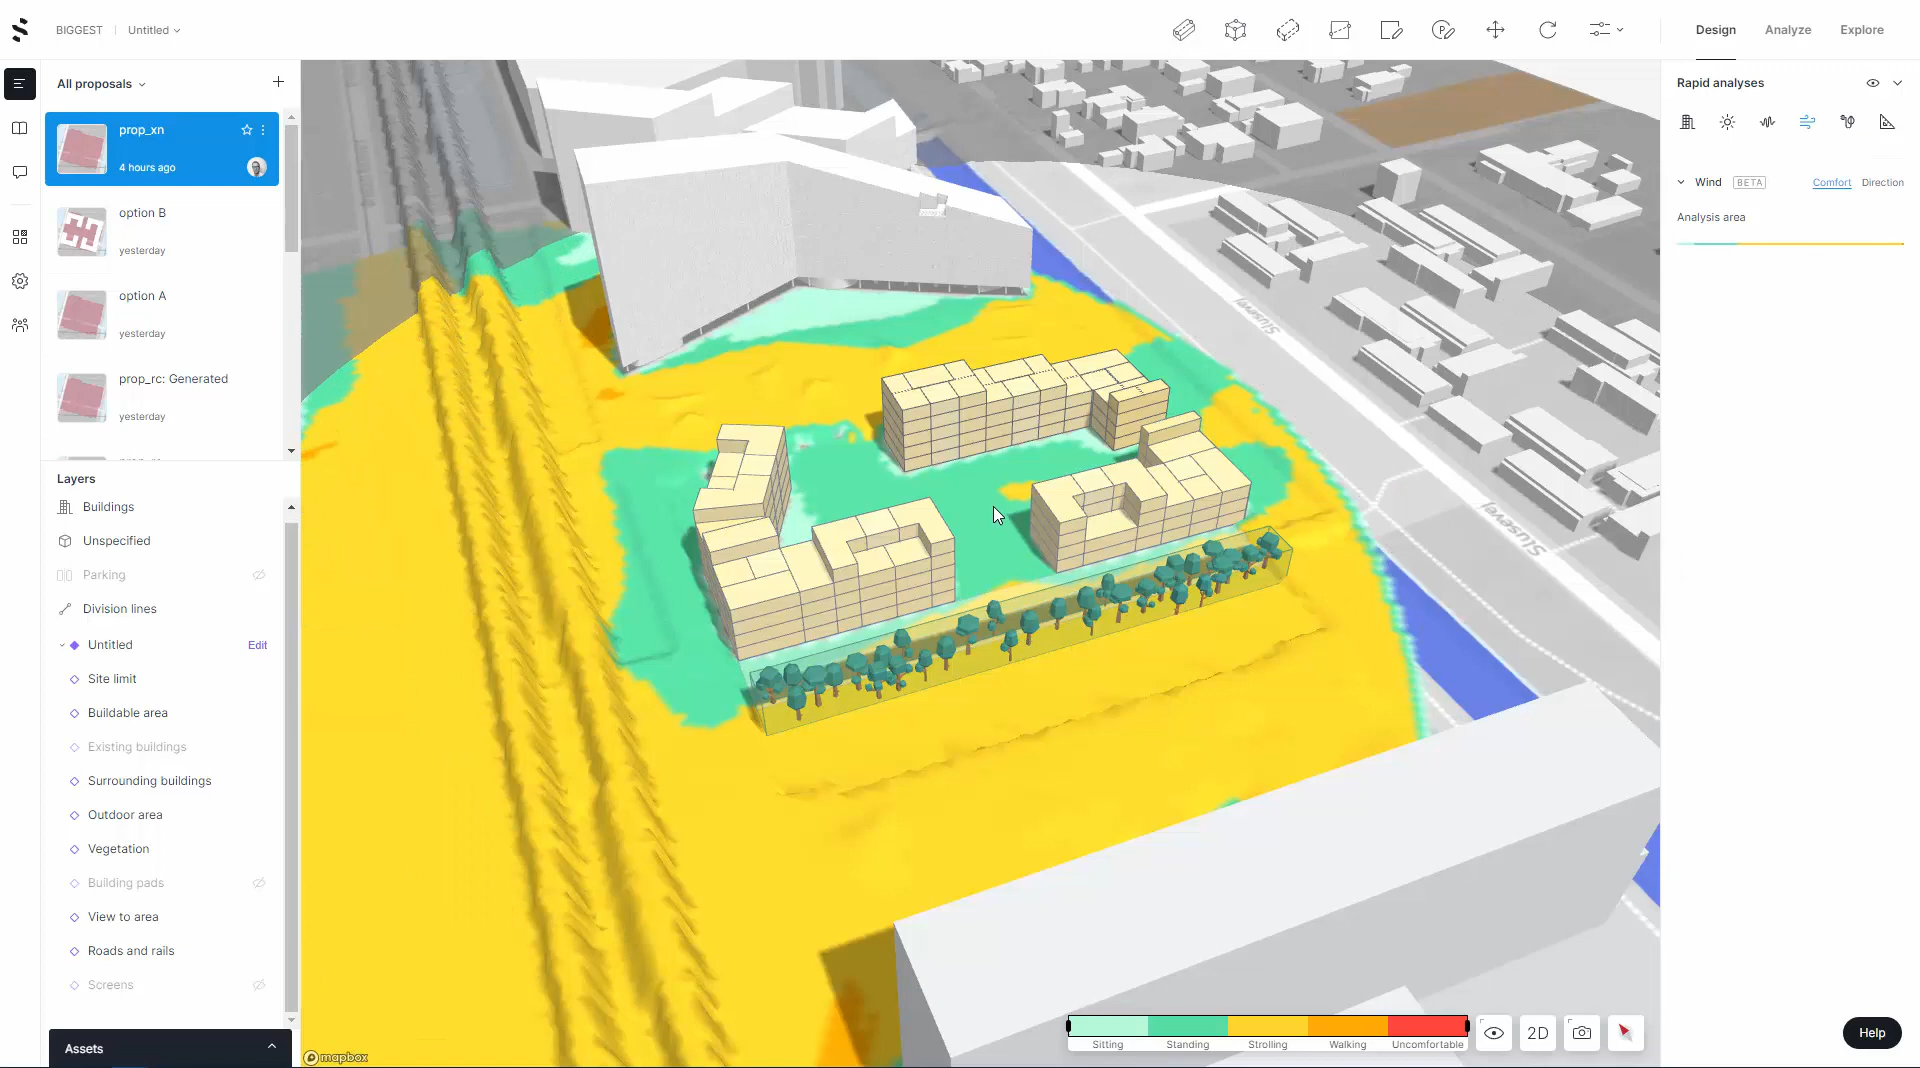 BIGGEST
Untitled
Design
Analyze
Explore
All proposals
prop_xn
4 hours ago
option B
yesterday
option A
yesterday
prop_rc: Generated
yesterday
Layers
Buildings
Unspecified
Parking
Division lines
Untitled
Edit
Site limit
Buildable area
Existing buildings
Surrounding buildings
Outdoor area
Vegetation
Building pads
View to area
Roads and rails
Screens
Assets
Slusevej
Slusevej
mapbox
Sitting
Standing
Strolling
Walking
Uncomfortable
2D
Rapid analyses
Wind
BETA
Comfort
Direction
Analysis area
Help